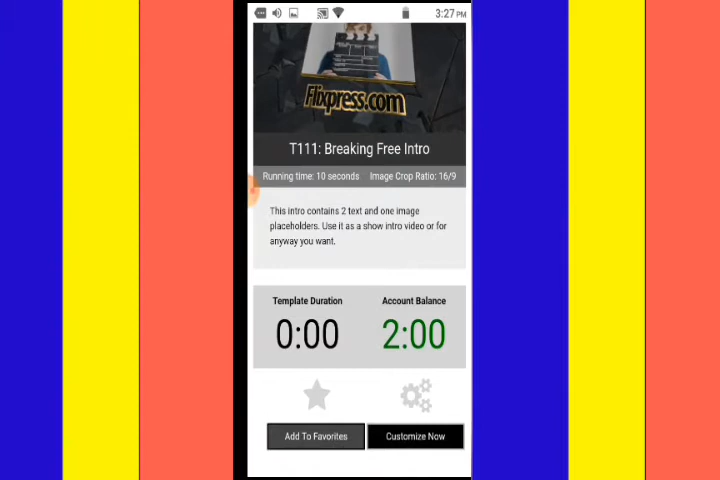 3:27 PM
Flixpress.com
T111: Breaking Free Intro
Running time: 10 seconds Image Crop Ratio: 16/9
This intro contains 2 text and one image
placeholders. Use it as a show intro video or for
anyway you want.
Template Duration Account Balance
0:00 2:00
Add To Favorites Customize Now